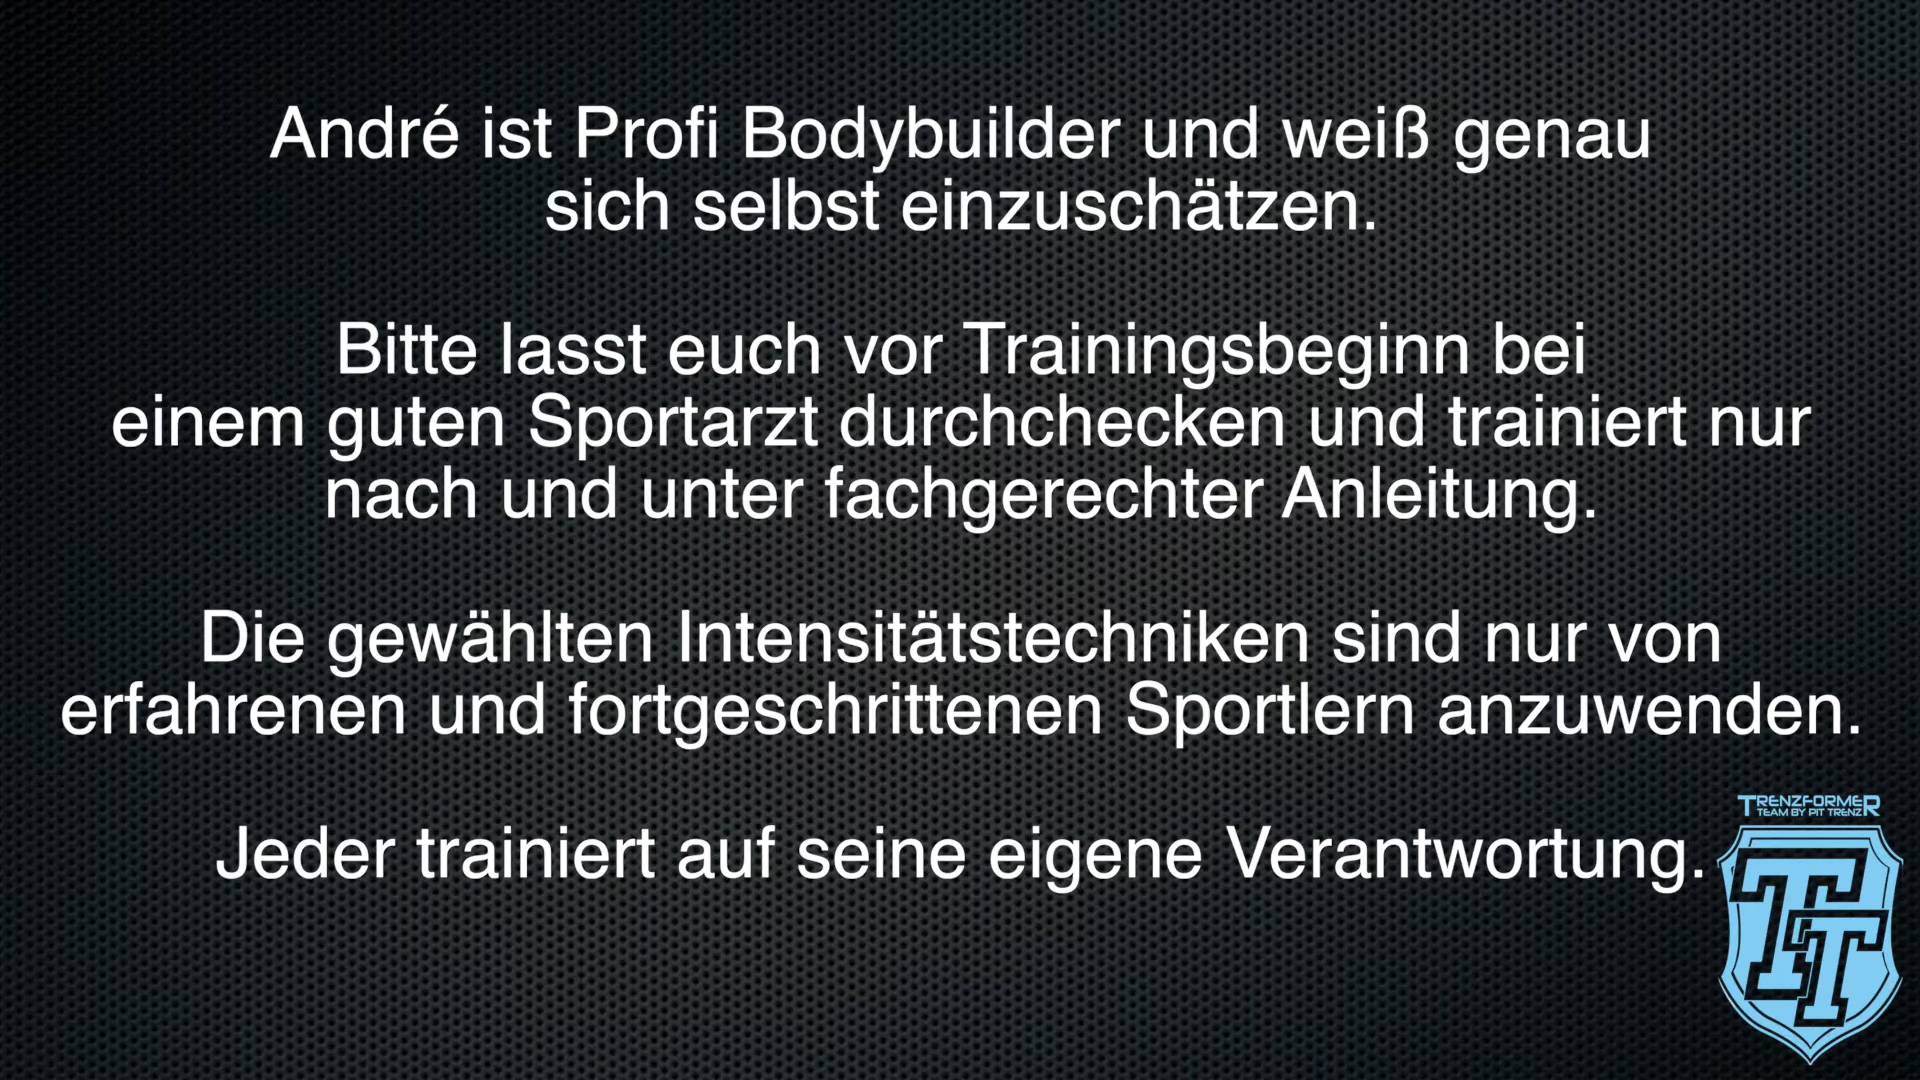 André ist Profi Bodybuilder und weiß genau
sich selbst einzuschätzen.
Bitte lasst euch vor Trainingsbeginn bei
einem guten Sportarzt durchchecken und trainiert nur
nach und unter fachgerechter Anleitung.
Die gewählten Intensitätstechniken sind nur von
erfahrenen und fortgeschrittenen Sportlern anzuwenden.
Jeder trainiert auf seine eigene Verantwortung.
TRENZFORMER
TEAM BY PIT TRENZ
TT